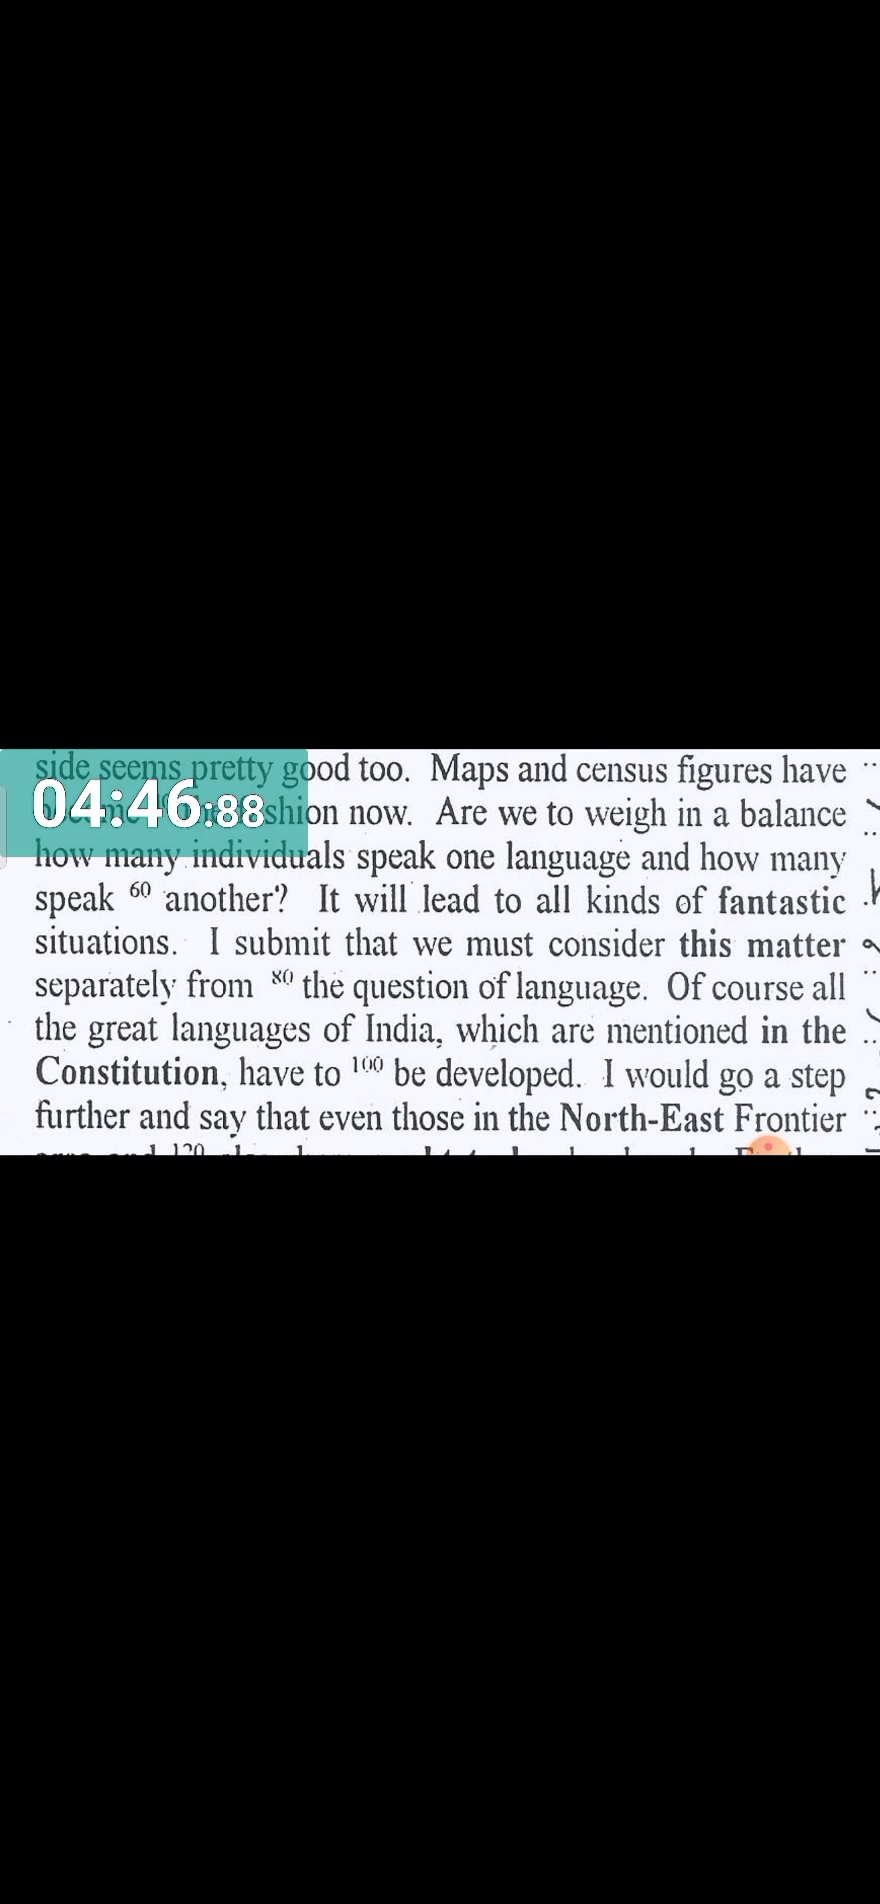 side seems pretty good too. Maps and census figures have
04:46:88
shion now. Are we to weigh in a balance
how many individuals speak one language and how many
speak 60 another? It will lead to all kinds of fantastic
situations. I submit that we must consider this matter
separately from 80 the question of language. Of course all
the great languages of India, which are mentioned in the
Constitution, have to 100 be developed. I would go a step
further and say that even those in the North-East Frontier